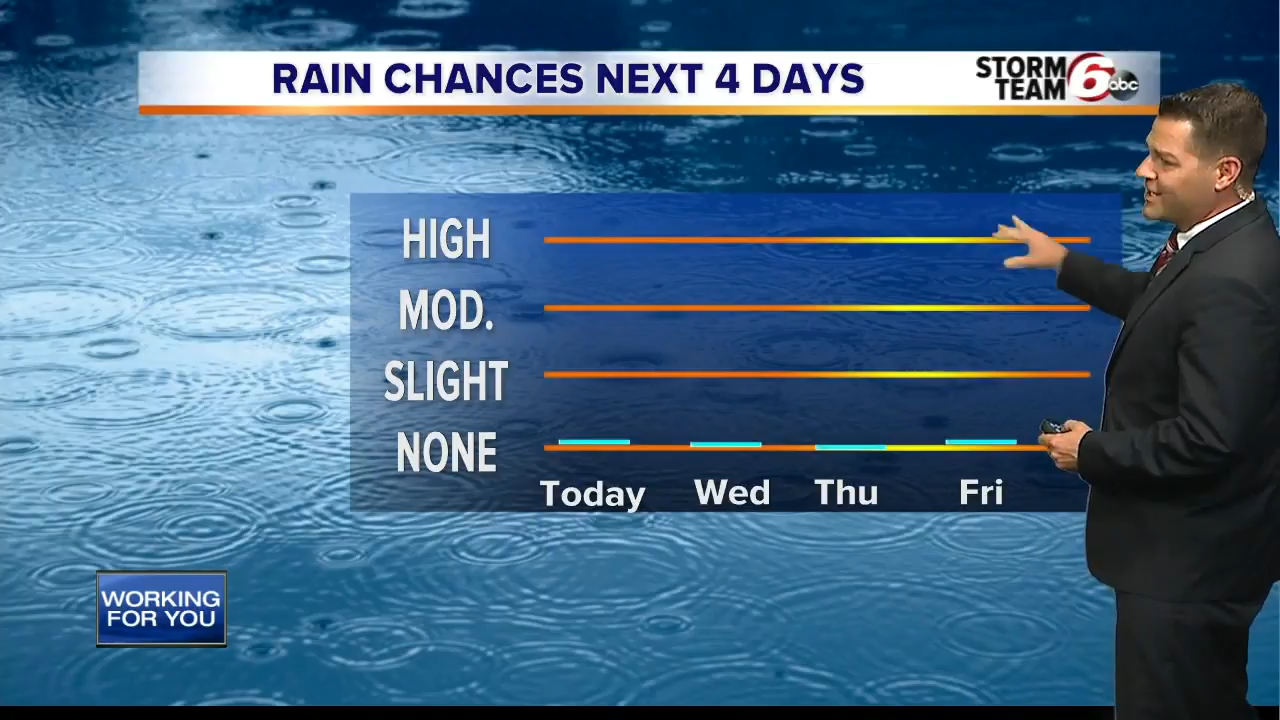 RAIN CHANCES NEXT 4 DAYS
STORM
TEAM
6
abc
HIGH
MOD.
SLIGHT
NONE
Today Wed Thu Fri
WORKING
FOR YOU